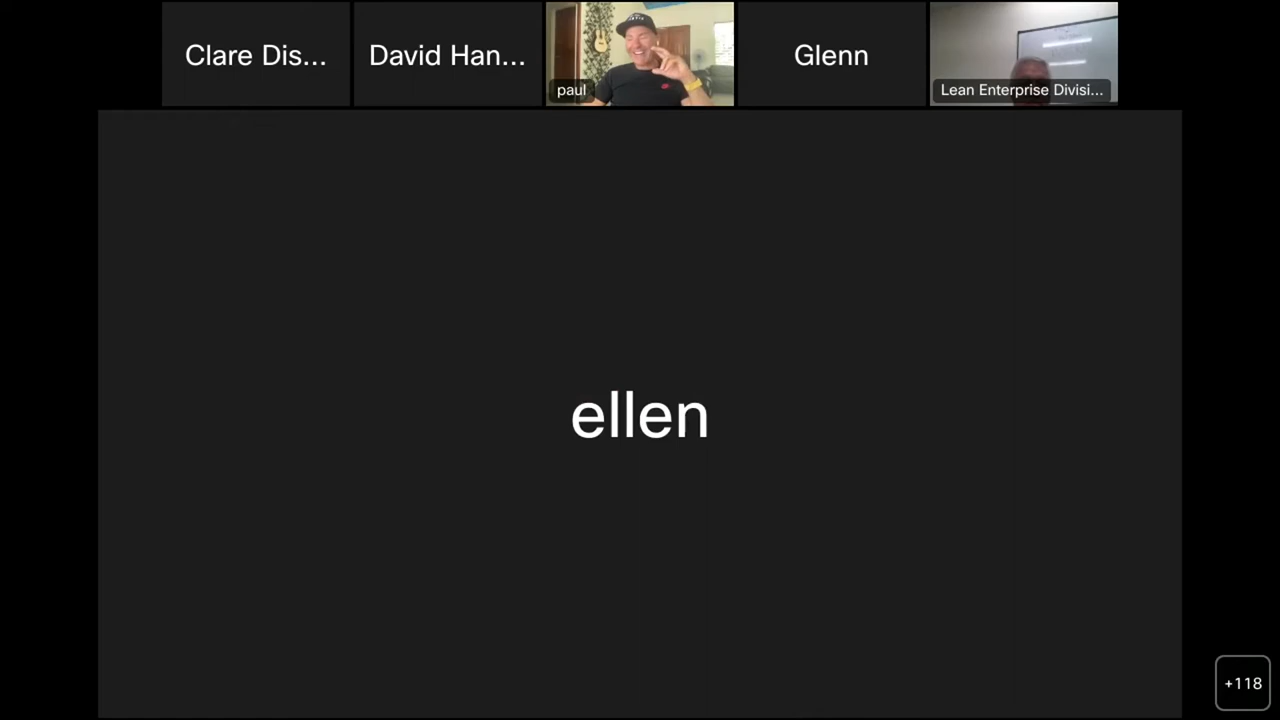 Clare Dis...
David Han...
paul
Glenn
Lean Enterprise Divisi...
ellen
+118